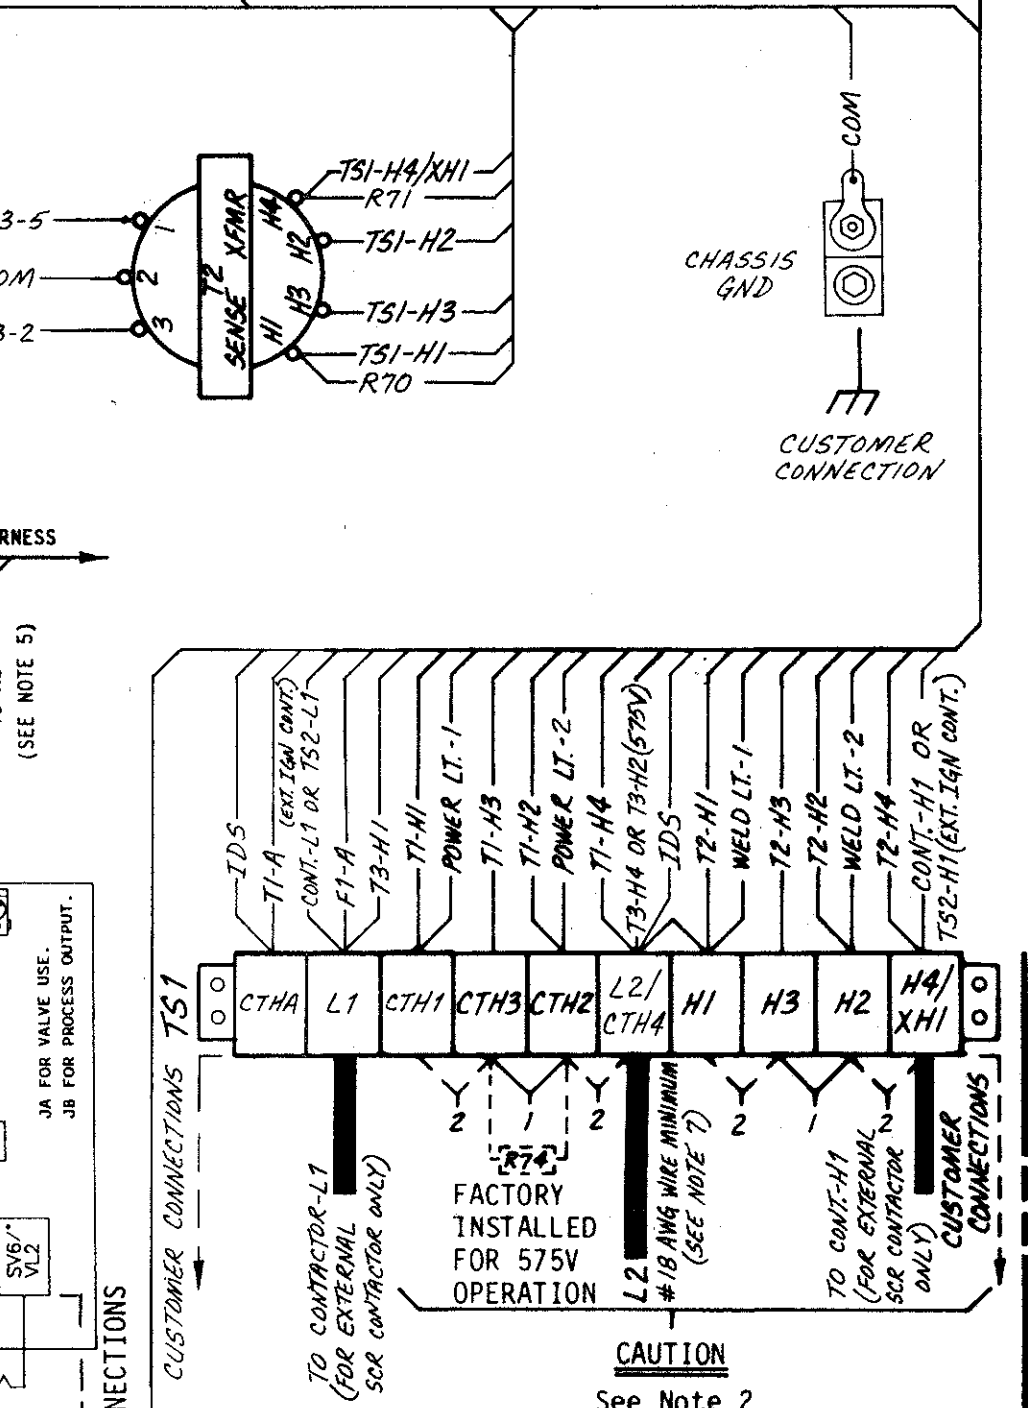 COM
TS1-H4/XH1
R71
3-5
TS1-H2
CHASSIS
GND
OM
TS1-H3
3-2
TS1-H1
R70
1
2
3
T2
SENSE XFMR
H4
H2
H3
H1
CUSTOMER
CONNECTION
RNESS
(SEE NOTE 5)
IDS
T1-A
(EXT. IGN CONT.)
CONT.-L1 OR TS2-L1
F1-A
T3-H1
T1-H1
POWER LT.-1
T1-H3
T1-H2
POWER LT.-2
T1-H4
T3-H4 OR T3-H2(575V)
IDS
T2-H1
WELD LT.-1
T2-H3
T2-H2
WELD LT.-2
T2-H4
CONT.-H1 OR
TS2-H1(EXT. IGN CONT.)
JA FOR VALVE USE.
JB FOR PROCESS OUTPUT.
TS1
CTHA
L1
CTH1
CTH3
CTH2
L2/
CTH4
H1
H3
H2
H4/
XH1
CUSTOMER CONNECTIONS
2
1
2
2
1
2
R74
FACTORY
INSTALLED
FOR 575V
OPERATION
TO CONTACTOR-L1
(FOR EXTERNAL
SCR CONTACTOR ONLY)
L2
#18 AWG WIRE MINIMUM
(SEE NOTE 7)
TO CONT.-H1
(FOR EXTERNAL
SCR CONTACTOR
ONLY)
CUSTOMER
CONNECTIONS
SV6/
VL2
NECTIONS
CAUTION
See Note 2